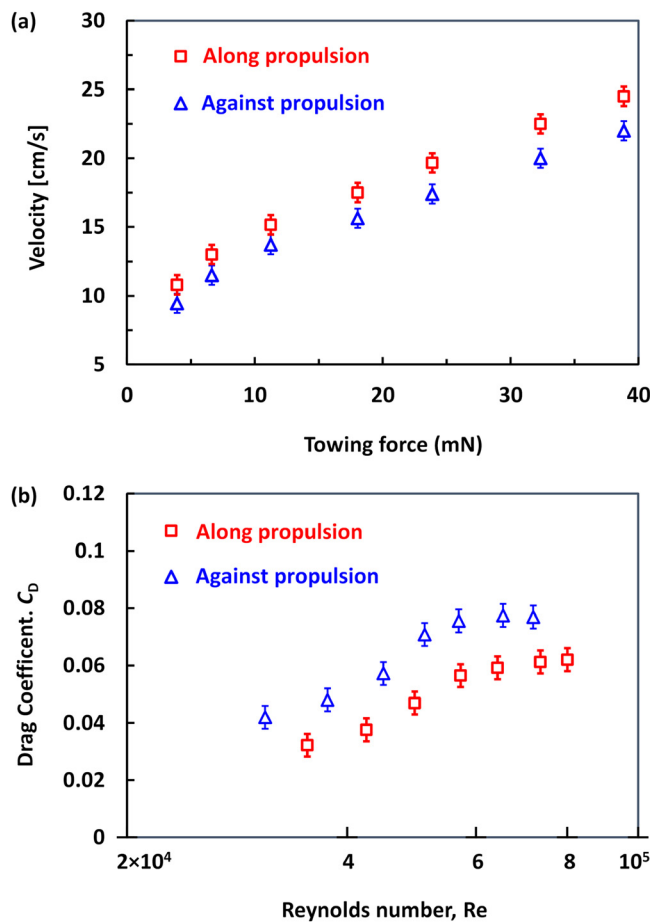 (a)
30
25
20
15
10
5
Velocity [cm/s]
Along propulsion
Against propulsion
0 10 20 30 40
Towing force (mN)
(b)
0.12
0.1
0.08
0.06
0.04
0.02
0
Drag Coefficent. C_D
Along propulsion
Against propulsion
2×10⁴ 4 6 8 10⁵
Reynolds number, Re